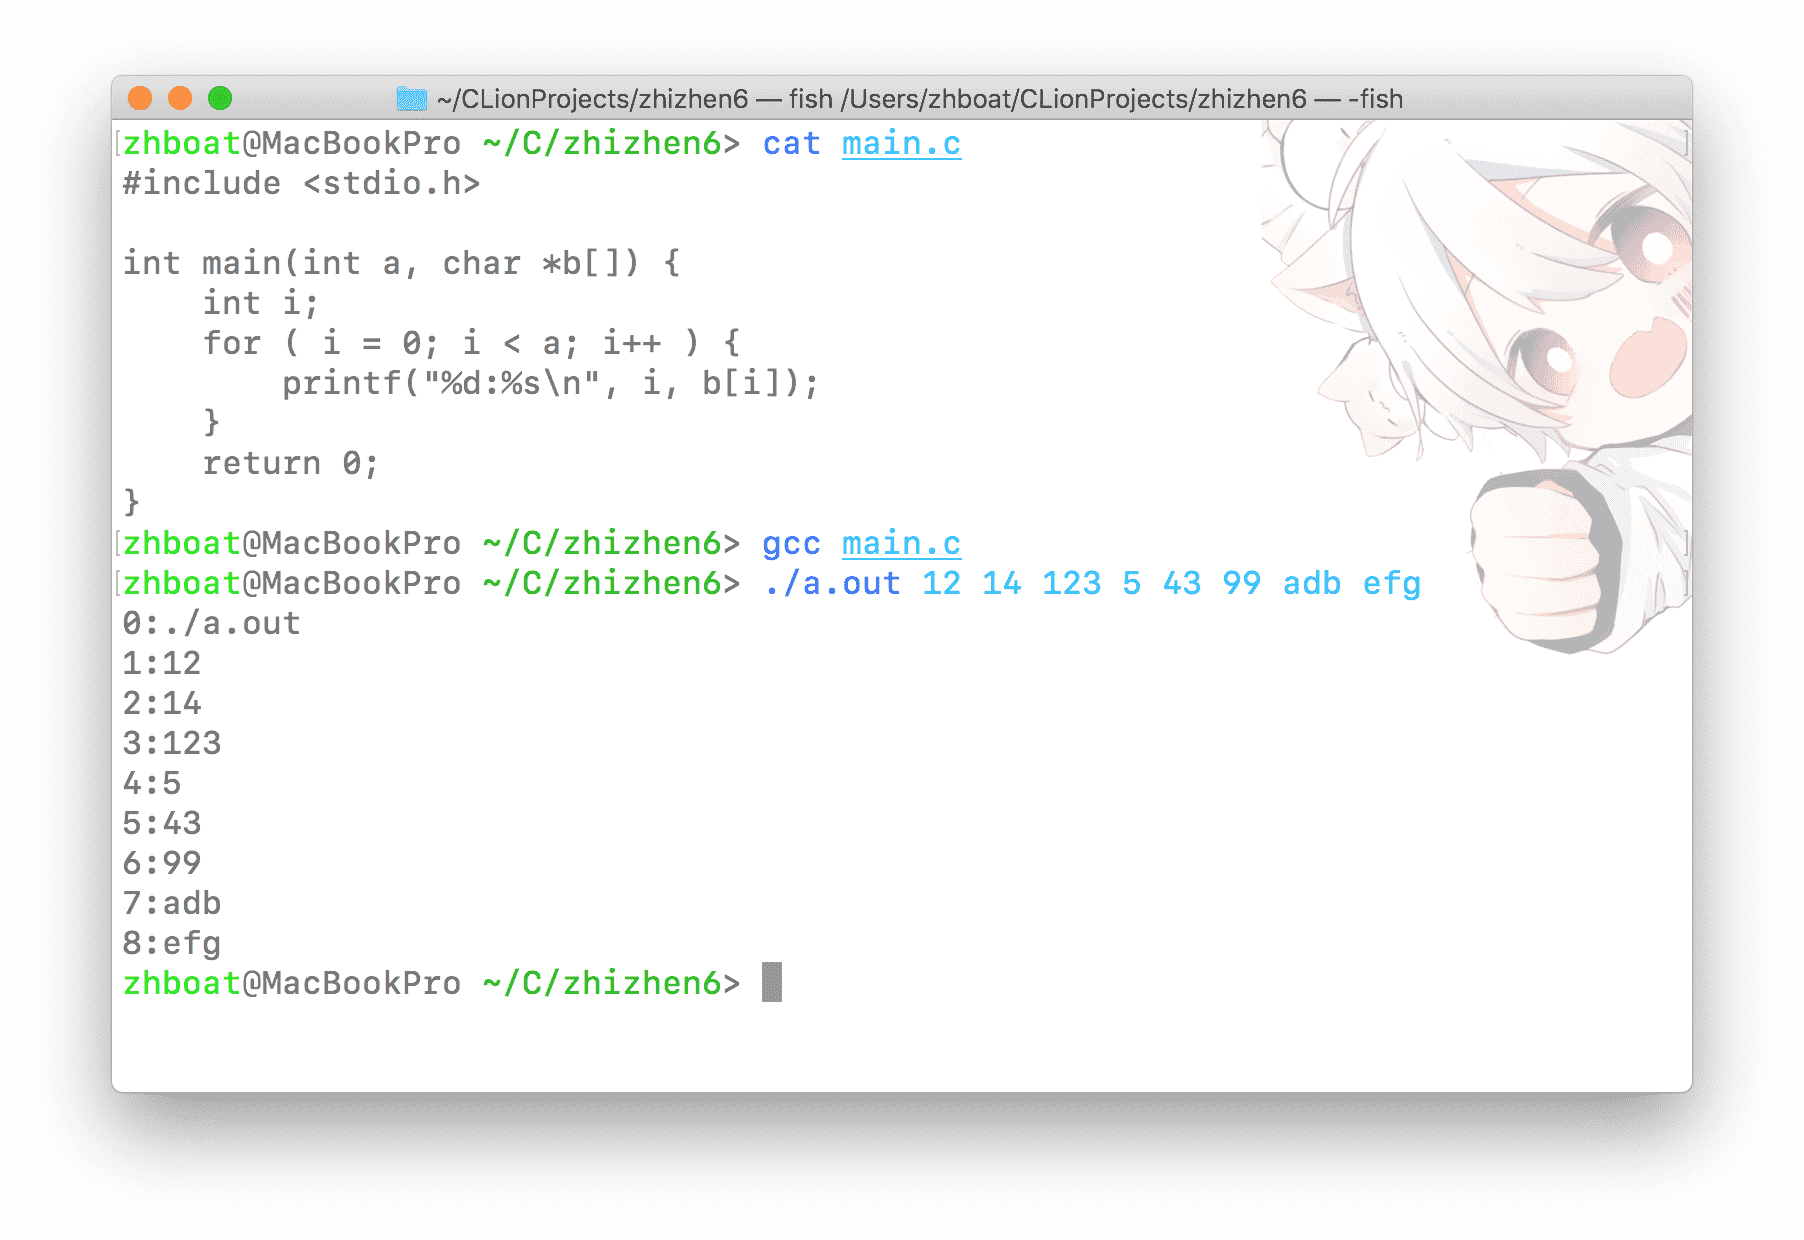 ~/CLionProjects/zhizhen6 — fish /Users/zhboat/CLionProjects/zhizhen6 — -fish
zhboat@MacBookPro ~/C/zhizhen6> cat main.c
#include <stdio.h>
int main(int a, char *b[]) {
    int i;
    for ( i = 0; i < a; i++ ) {
        printf("%d:%s\n", i, b[i]);
    }
    return 0;
}
zhboat@MacBookPro ~/C/zhizhen6> gcc main.c
zhboat@MacBookPro ~/C/zhizhen6> ./a.out 12 14 123 5 43 99 adb efg
0:./a.out
1:12
2:14
3:123
4:5
5:43
6:99
7:adb
8:efg
zhboat@MacBookPro ~/C/zhizhen6>